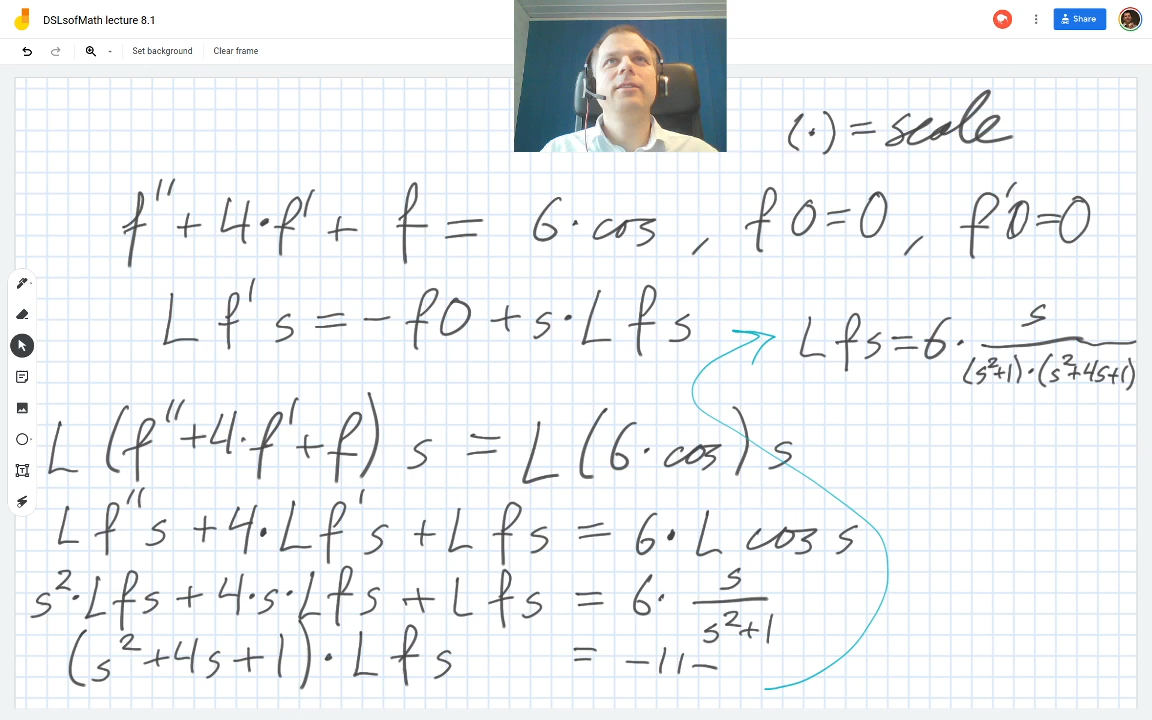 DSLsofMath lecture 8.1
Share
Set background
Clear frame
(·) = scale
f'' + 4·f' + f = 6·cos, f 0=0, f'0=0
L f' s = - f 0 + s·L f s
L f s = 6· s/((s²+1)·(s²+4s+1))
L (f''+4·f'+f) s = L (6·cos) s
L f'' s + 4·L f' s + L f s = 6·L cos s
s²·L f s + 4·s·L f s + L f s = 6· s/(s²+1)
(s²+4s+1)·L f s = -11-